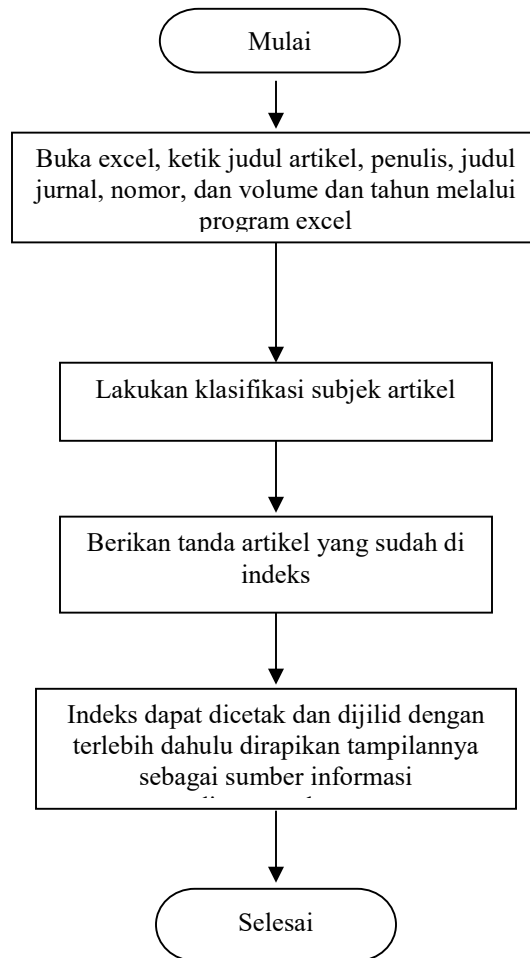 Mulai
Buka excel, ketik judul artikel, penulis, judul
jurnal, nomor, dan volume dan tahun melalui
program excel
Lakukan klasifikasi subjek artikel
Berikan tanda artikel yang sudah di
indeks
Indeks dapat dicetak dan dijilid dengan
terlebih dahulu dirapikan tampilannya
sebagai sumber informasi
Selesai